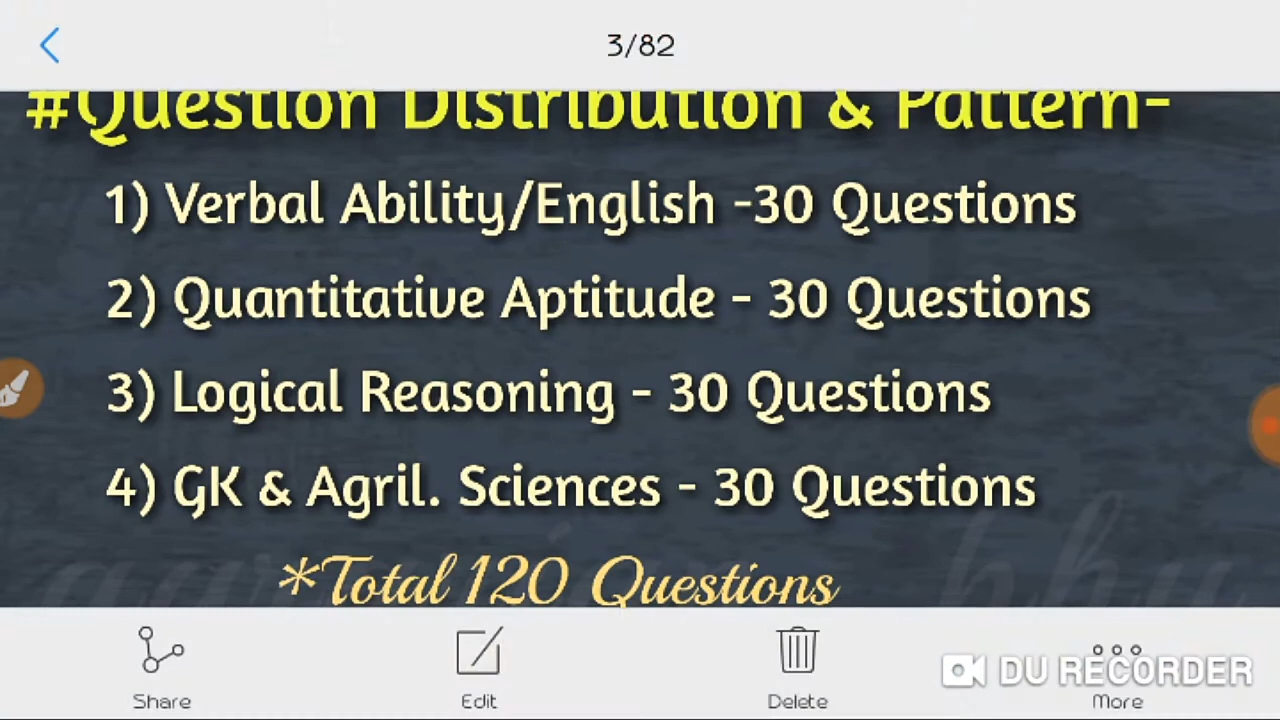 3/82
#Question Distribution & Pattern-
1) Verbal Ability/English -30 Questions
2) Quantitative Aptitude - 30 Questions
3) Logical Reasoning - 30 Questions
4) GK & Agril. Sciences - 30 Questions
*Total 120 Questions
DU RECORDER
Share Edit Delete More